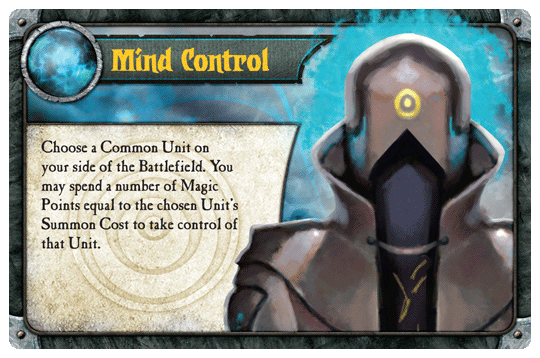 Mind Control
Choose a Common Unit on
your side of the Battlefield. You
may spend a number of Magic
Points equal to the chosen Unit's
Summon Cost to take control of
that Unit.